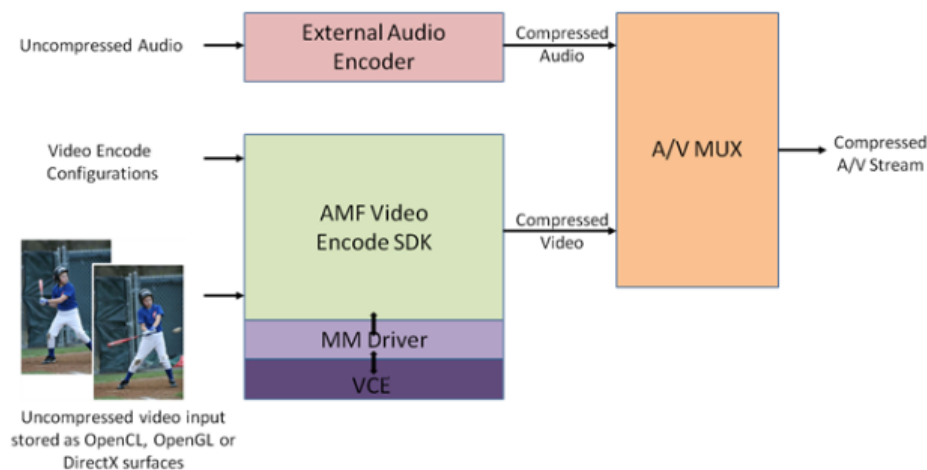 Uncompressed Audio
External Audio
Encoder
Compressed
Audio
Video Encode
Configurations
AMF Video
Encode SDK
Compressed
Video
A/V MUX
Compressed
A/V Stream
MM Driver
VCE
Uncompressed video input
stored as OpenCL, OpenGL or
DirectX surfaces